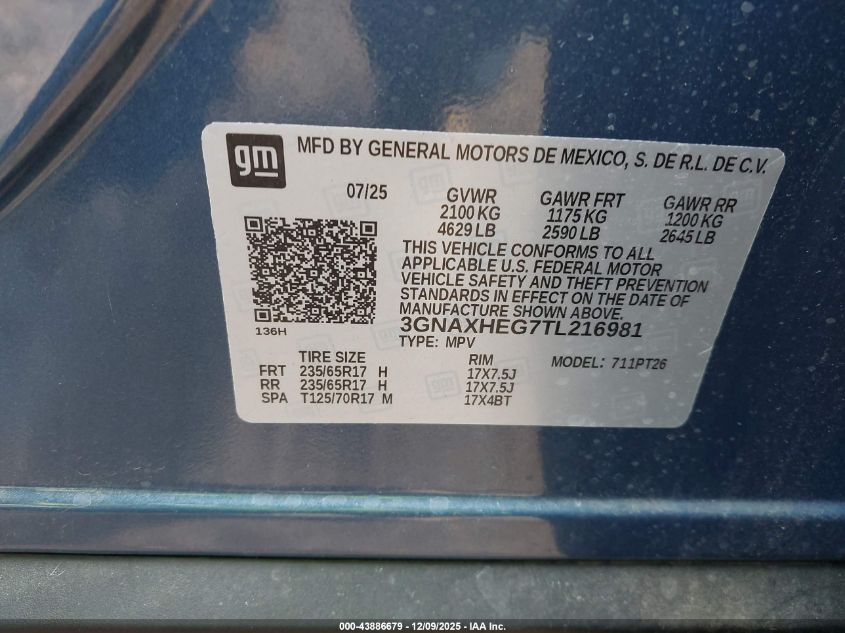 gm
MFD BY GENERAL MOTORS DE MEXICO, S. DE R.L. DE C.V.
07/25 GVWR GAWR FRT GAWR RR
2100 KG 1175 KG 1200 KG
4629 LB 2590 LB 2645 LB
THIS VEHICLE CONFORMS TO ALL
APPLICABLE U.S. FEDERAL MOTOR
VEHICLE SAFETY AND THEFT PREVENTION
STANDARDS IN EFFECT ON THE DATE OF
MANUFACTURE SHOWN ABOVE.
136H
3GNAXHEG7TL216981
TYPE: MPV
TIRE SIZE RIM MODEL: 711PT26
FRT 235/65R17 H 17X7.5J
RR 235/65R17 H 17X7.5J
SPA T125/70R17 M 17X4BT
000-43886679 / 12/09/2025 - IAA Inc.